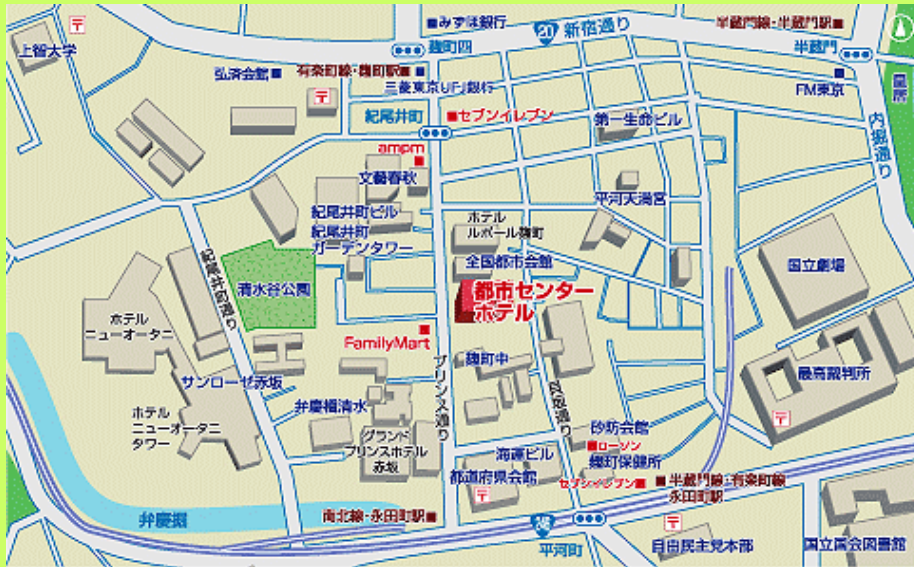 みずほ銀行
20
新宿通り
半蔵門線・半蔵門駅
上智大学
麹町四
半蔵門
弘済会館
有楽町線・麹町駅
三菱東京UFJ銀行
FM東京
皇居
紀尾井町
セブンイレブン
第一生命ビル
内堀通り
ampm
文藝春秋
平河天満宮
紀尾井町ビル
ホテル
ルポール麹町
紀尾井町
ガーデンタワー
全国都市会館
国立劇場
紀尾井町通り
清水谷公園
都市センター
ホテル
ホテル
ニューオータニ
FamilyMart
プリンス通り
麹町中
最高裁判所
サンローゼ赤坂
弁慶橋清水
ホテル
ニューオータニ
タワー
グランド
プリンスホテル
赤坂
砂防会館
ローソン
海運ビル
麹町保健所
都道府県会館
セブンイレブン
半蔵門線・有楽町線
永田町駅
弁慶掘
南北線・永田町駅
平河町
自由民主党本部
国立国会図書館